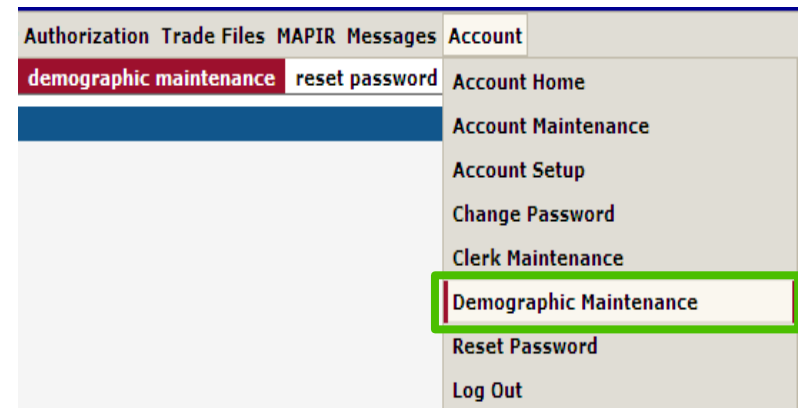 Authorization Trade Files MAPIR Messages Account
demographic maintenance reset password
Account Home
Account Maintenance
Account Setup
Change Password
Clerk Maintenance
Demographic Maintenance
Reset Password
Log Out